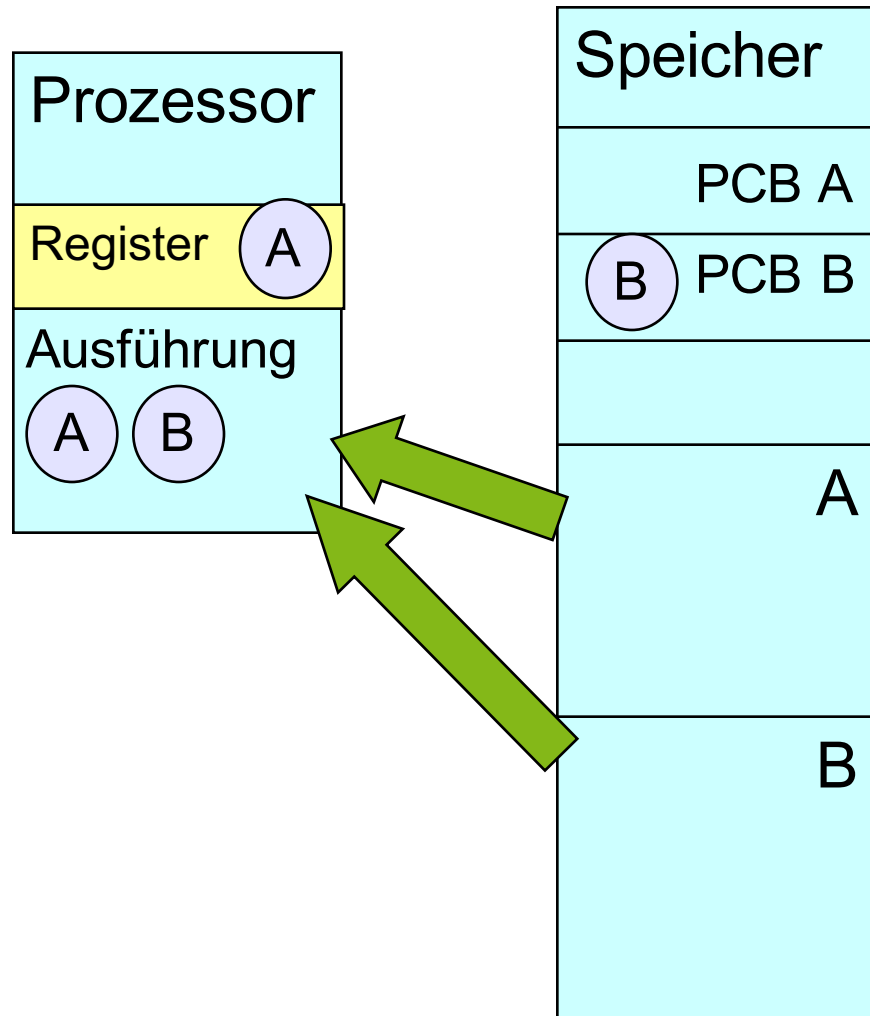 Prozessor
Register A
Ausführung
A B
Speicher
PCB A
B PCB B
A
B